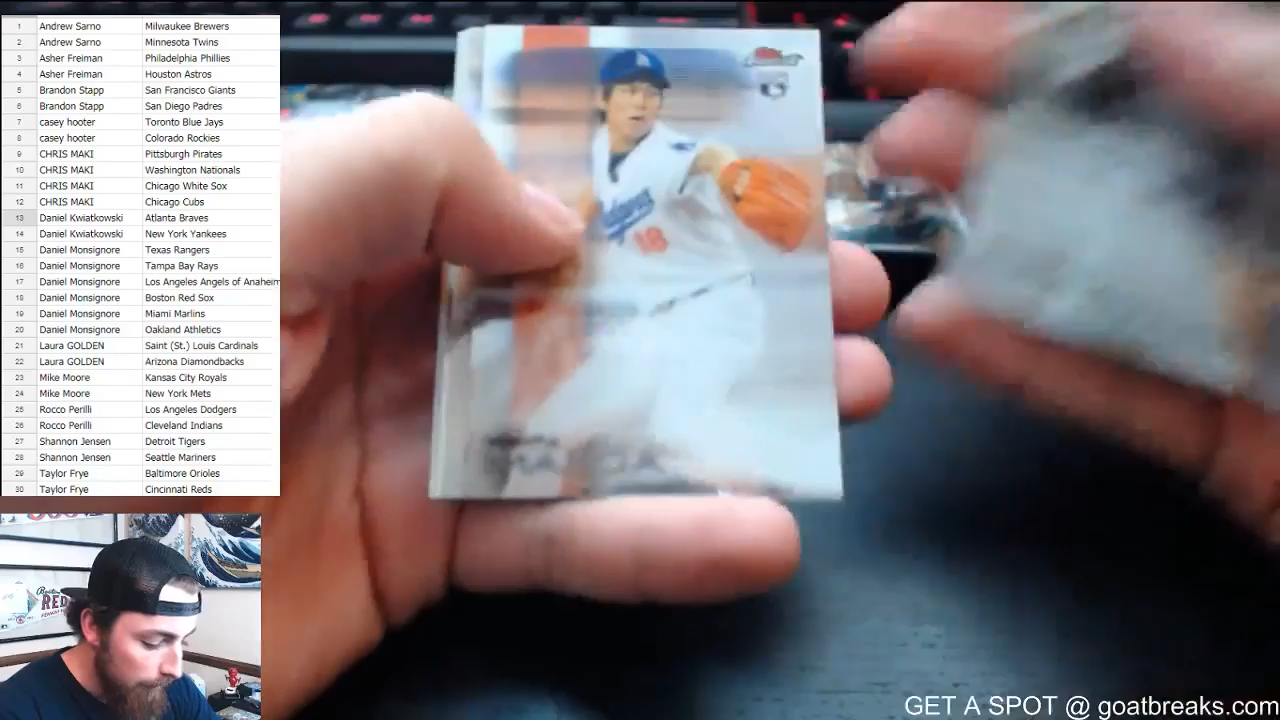 1 Andrew Sarno Milwaukee Brewers
2 Andrew Sarno Minnesota Twins
3 Asher Freiman Philadelphia Phillies
4 Asher Freiman Houston Astros
5 Brandon Stapp San Francisco Giants
6 Brandon Stapp San Diego Padres
7 casey hooter Toronto Blue Jays
8 casey hooter Colorado Rockies
9 CHRIS MAKI Pittsburgh Pirates
10 CHRIS MAKI Washington Nationals
11 CHRIS MAKI Chicago White Sox
12 CHRIS MAKI Chicago Cubs
13 Daniel Kwiatkowski Atlanta Braves
14 Daniel Kwiatkowski New York Yankees
15 Daniel Monsignore Texas Rangers
16 Daniel Monsignore Tampa Bay Rays
17 Daniel Monsignore Los Angeles Angels of Anaheim
18 Daniel Monsignore Boston Red Sox
19 Daniel Monsignore Miami Marlins
20 Daniel Monsignore Oakland Athletics
21 Laura GOLDEN Saint (St.) Louis Cardinals
22 Laura GOLDEN Arizona Diamondbacks
23 Mike Moore Kansas City Royals
24 Mike Moore New York Mets
25 Rocco Perilli Los Angeles Dodgers
26 Rocco Perilli Cleveland Indians
27 Shannon Jensen Detroit Tigers
28 Shannon Jensen Seattle Mariners
29 Taylor Frye Baltimore Orioles
30 Taylor Frye Cincinnati Reds
18
Boston
RED
GET A SPOT @ goatbreaks.com